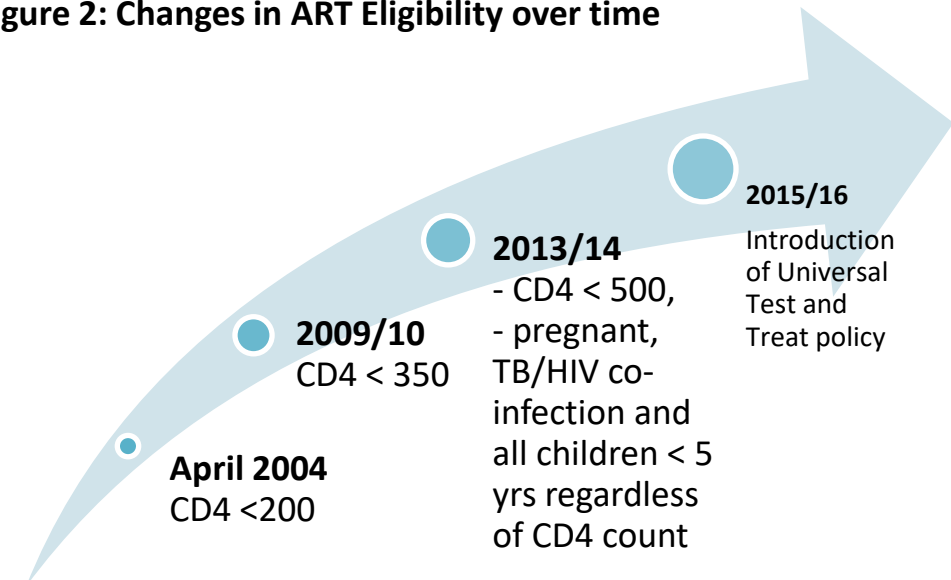 gure 2: Changes in ART Eligibility over time
2015/16
Introduction
of Universal
Test and
Treat policy
2013/14
- CD4 < 500,
- pregnant,
TB/HIV co-
infection and
all children < 5
yrs regardless
of CD4 count
2009/10
CD4 < 350
April 2004
CD4 <200